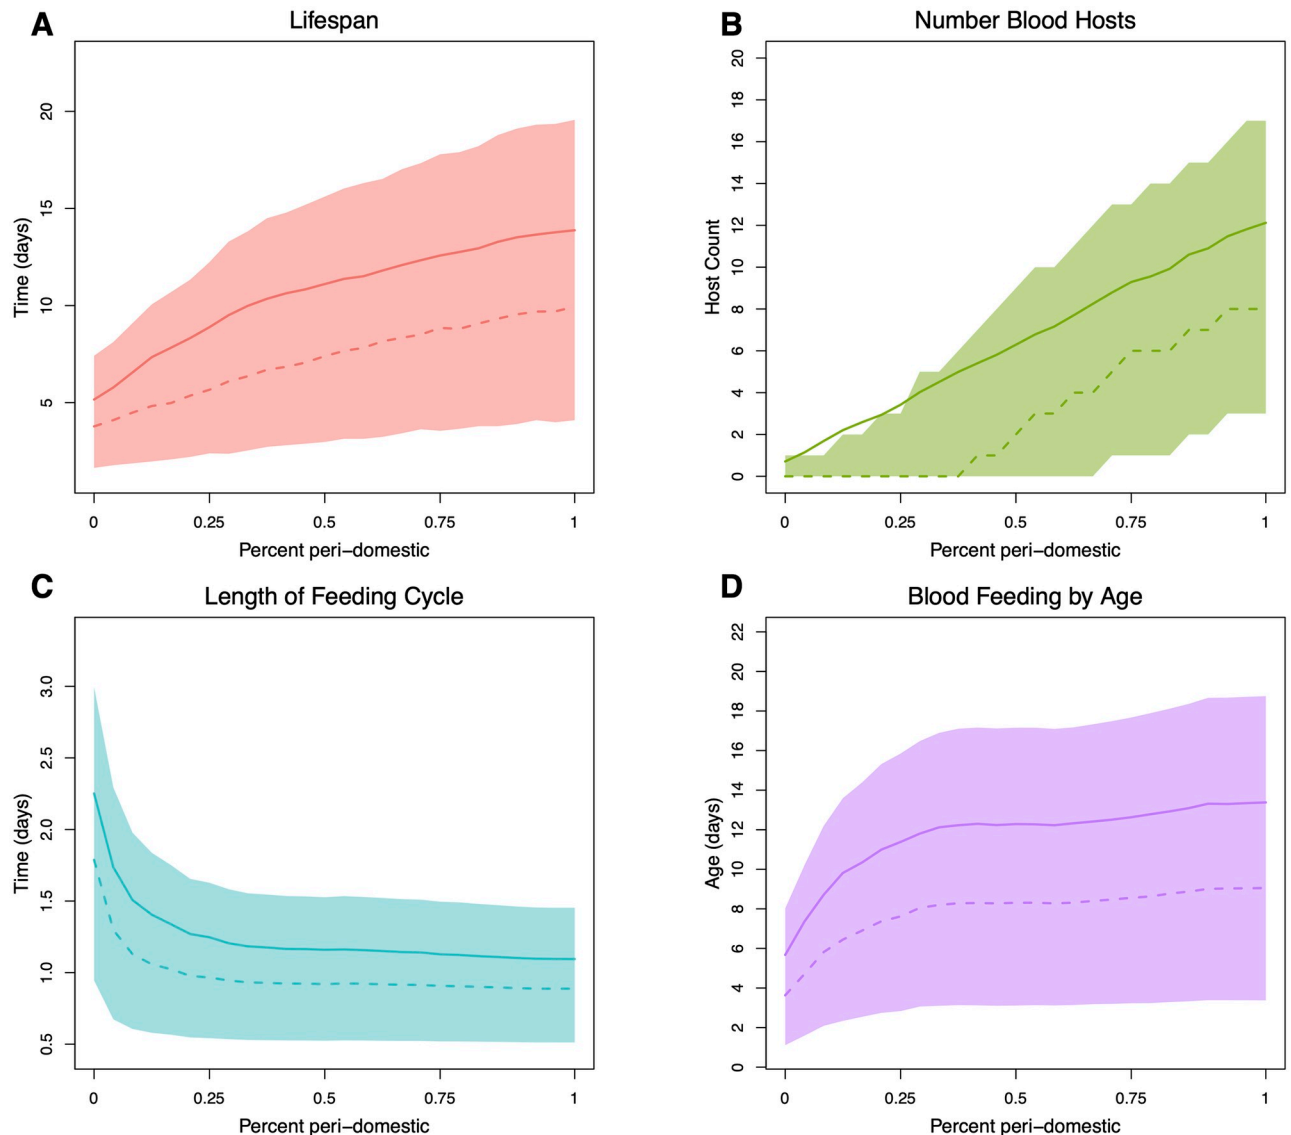 A
Lifespan
Time (days)
20
15
10
5
0 0.25 0.5 0.75 1
Percent peri−domestic
B
Number Blood Hosts
Host Count
20
18
16
14
12
10
8
6
4
2
0
0 0.25 0.5 0.75 1
Percent peri−domestic
C
Length of Feeding Cycle
Time (days)
3.0
2.5
2.0
1.5
1.0
0.5
0 0.25 0.5 0.75 1
Percent peri−domestic
D
Blood Feeding by Age
Age (days)
22
20
18
16
14
12
10
8
6
4
2
0
0 0.25 0.5 0.75 1
Percent peri−domestic